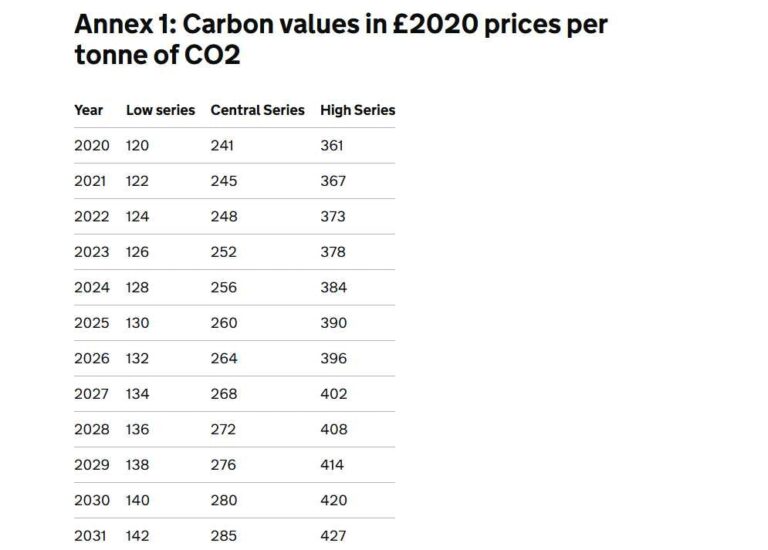 Annex 1: Carbon values in £2020 prices per
tonne of CO2
Year Low series Central Series High Series
2020 120 241 361
2021 122 245 367
2022 124 248 373
2023 126 252 378
2024 128 256 384
2025 130 260 390
2026 132 264 396
2027 134 268 402
2028 136 272 408
2029 138 276 414
2030 140 280 420
2031 142 285 427